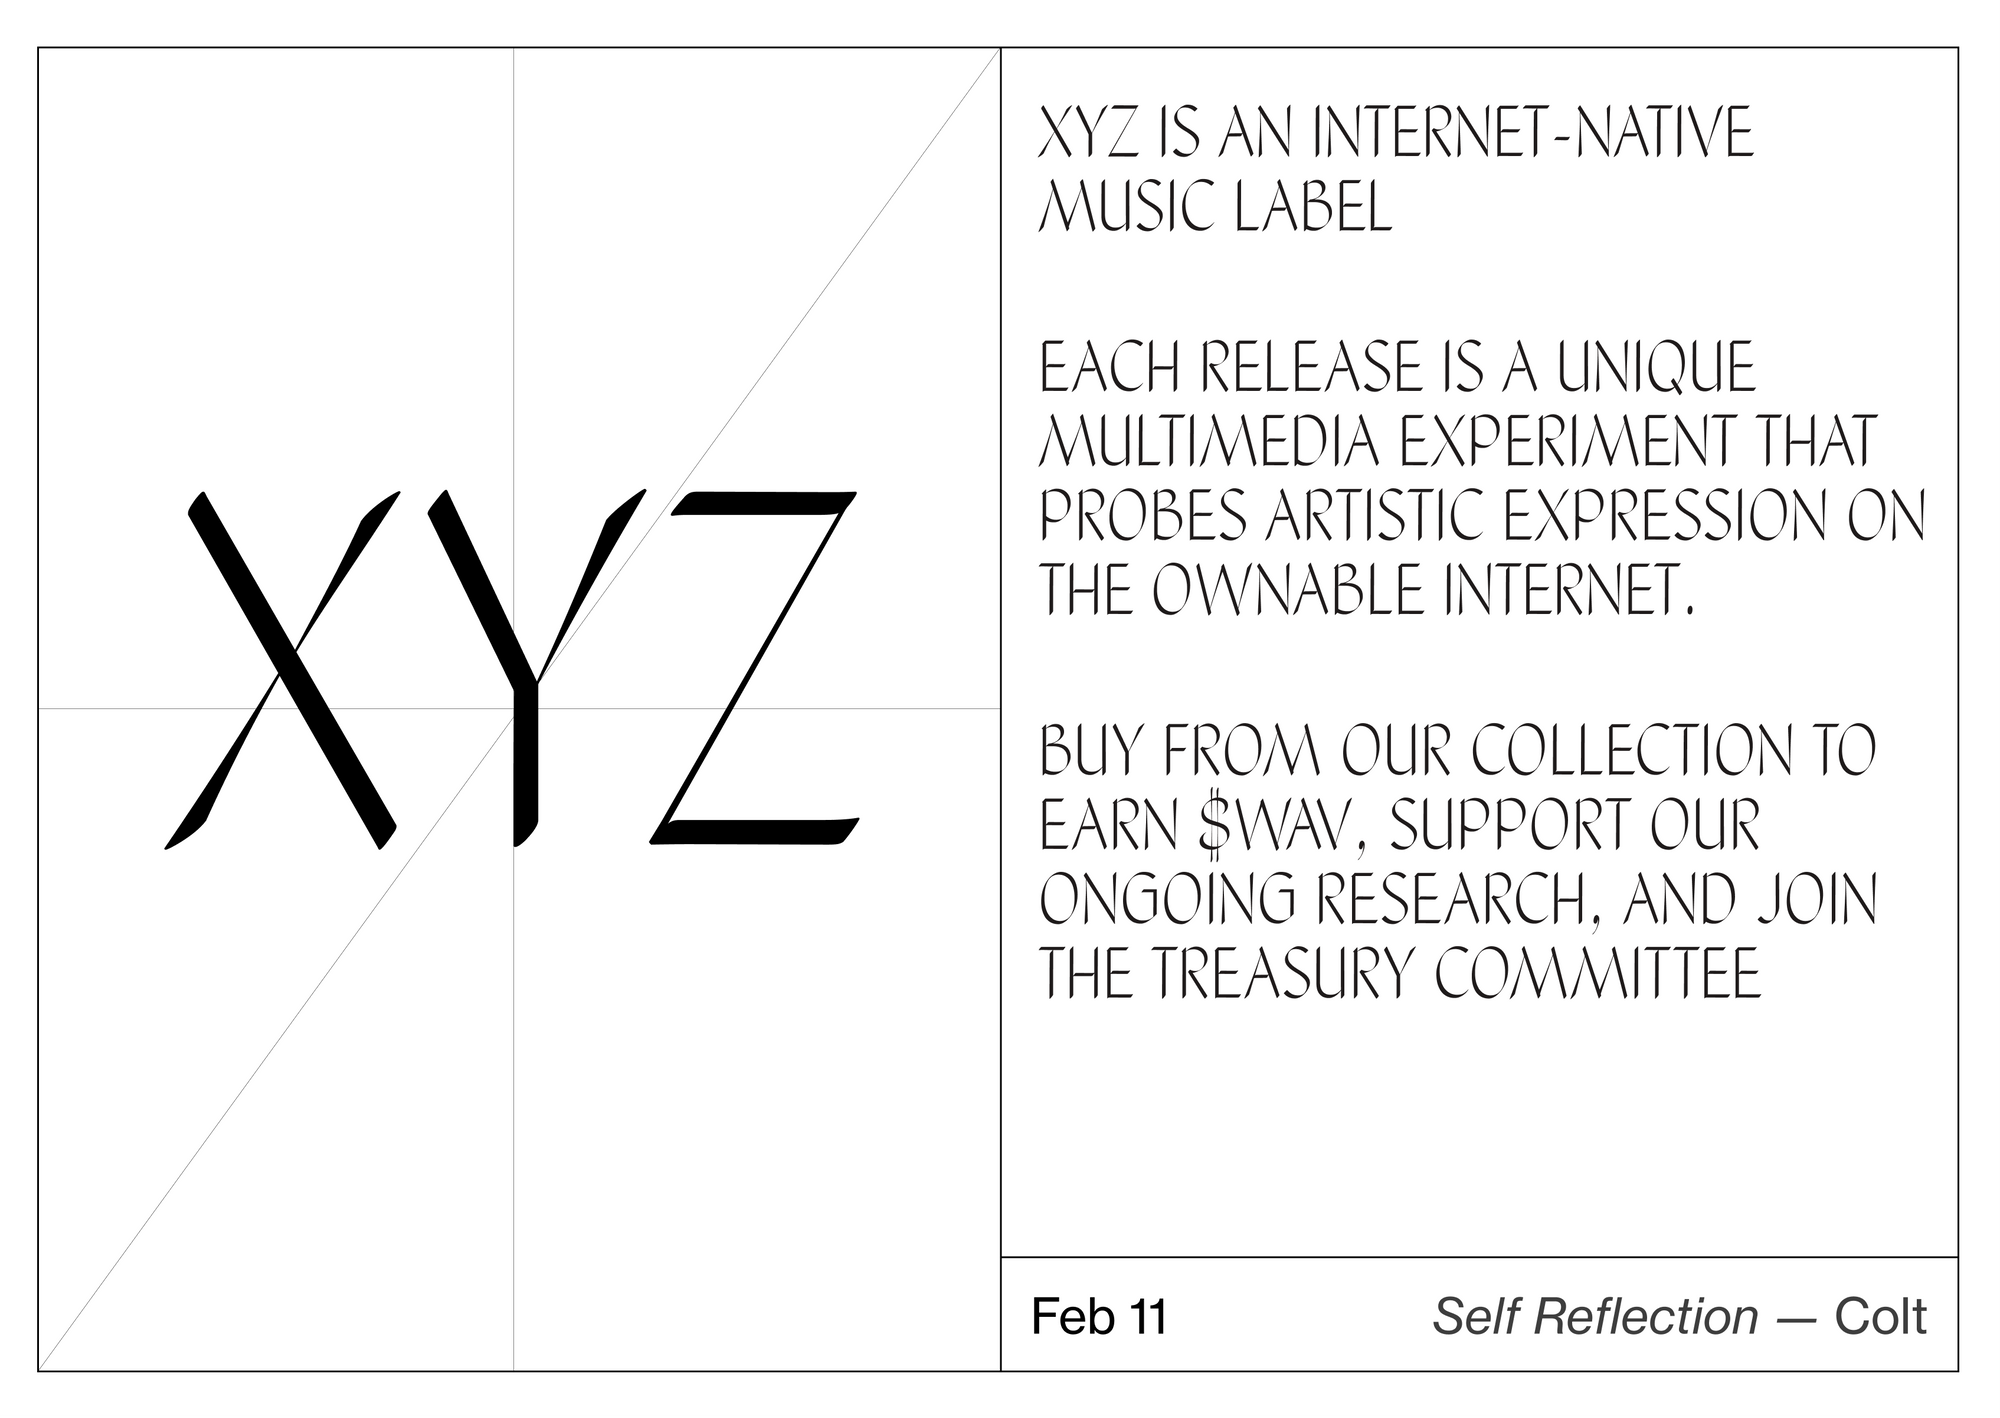 XYZ
XYZ IS AN INTERNET-NATIVE
MUSIC LABEL
EACH RELEASE IS A UNIQUE
MULTIMEDIA EXPERIMENT THAT
PROBES ARTISTIC EXPRESSION ON
THE OWNABLE INTERNET.
BUY FROM OUR COLLECTION TO
EARN $WAV, SUPPORT OUR
ONGOING RESEARCH, AND JOIN
THE TREASURY COMMITTEE
Feb 11
Self Reflection — Colt